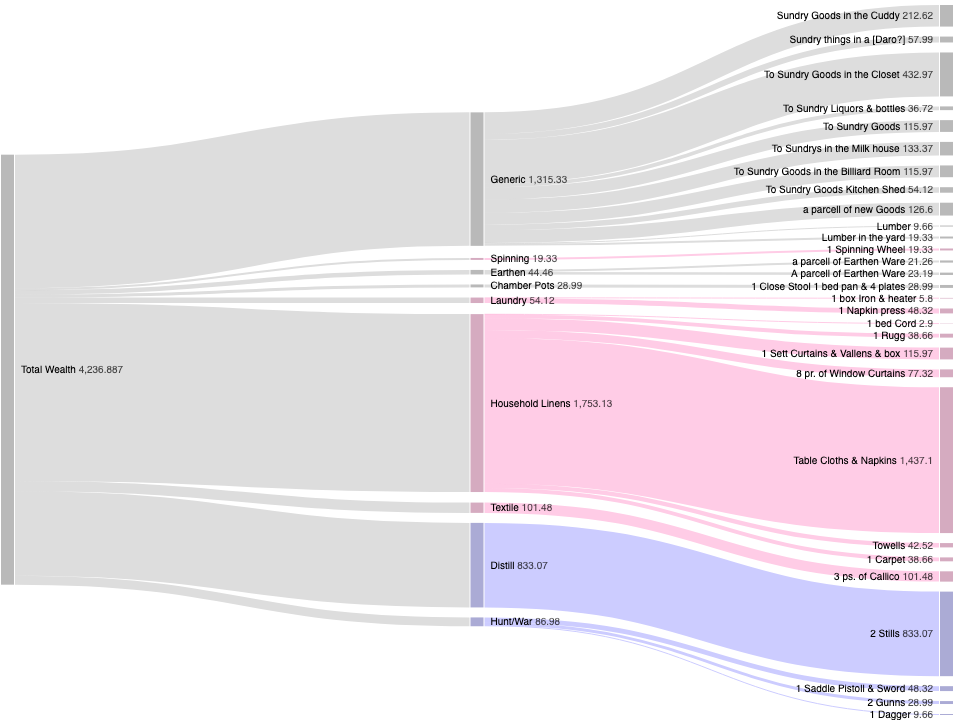 Total Wealth 4,236.887
Generic 1,315.33
Spinning 19.33
Earthen 44.46
Chamber Pots 28.99
Laundry 54.12
Household Linens 1,753.13
Textile 101.48
Distill 833.07
Hunt/War 86.98
Sundry Goods in the Cuddy 212.62
Sundry things in a [Daro?] 57.99
To Sundry Goods in the Closet 432.97
To Sundry Liquors & bottles 36.72
To Sundry Goods 115.97
To Sundrys in the Milk house 133.37
To Sundry Goods in the Billiard Room 115.97
To Sundry Goods Kitchen Shed 54.12
a parcell of new Goods 126.6
Lumber 9.66
Lumber in the yard 19.33
1 Spinning Wheel 19.33
a parcell of Earthen Ware 21.26
A parcell of Earthen Ware 23.19
1 Close Stool 1 bed pan & 4 plates 28.99
1 box Iron & heater 5.8
1 Napkin press 48.32
1 bed Cord 2.9
1 Rugg 38.66
1 Sett Curtains & Vallens & box 115.97
8 pr. of Window Curtains 77.32
Table Cloths & Napkins 1,437.1
Towells 42.52
1 Carpet 38.66
3 ps. of Callico 101.48
2 Stills 833.07
1 Saddle Pistoll & Sword 48.32
2 Gunns 28.99
1 Dagger 9.66